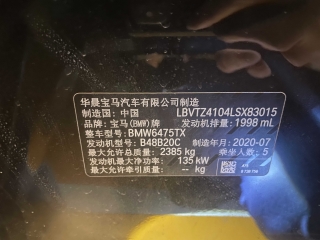 华晨宝马汽车有限公司制造
制造国: 中国 LBVTZ4104LSX83015
品牌: 宝马(BMW)牌 发动机排量: 1998 mL
整车型号: BMW6475TX
发动机型号: B48B20C 制造年月: 2020-07
最大允许总质量: 2385 kg 乘坐人数: 5
发动机最大净功率: 135 kW
最大允许牵引质量: -- kg